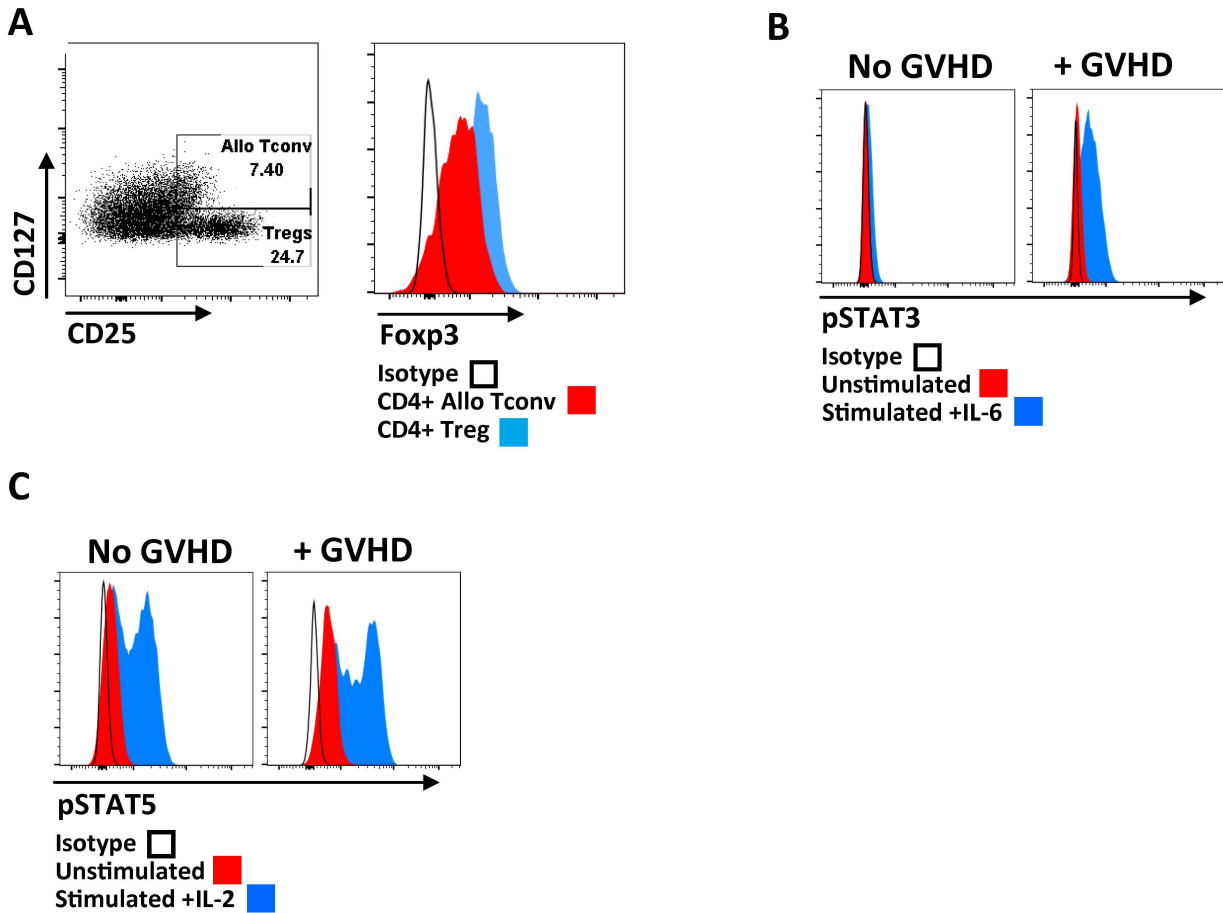 A
Allo Tconv
7.40
Tregs
24.7
CD127
CD25
Foxp3
Isotype
CD4+ Allo Tconv
CD4+ Treg
B
No GVHD
+ GVHD
pSTAT3
Isotype
Unstimulated
Stimulated +IL-6
C
No GVHD
+ GVHD
pSTAT5
Isotype
Unstimulated
Stimulated +IL-2